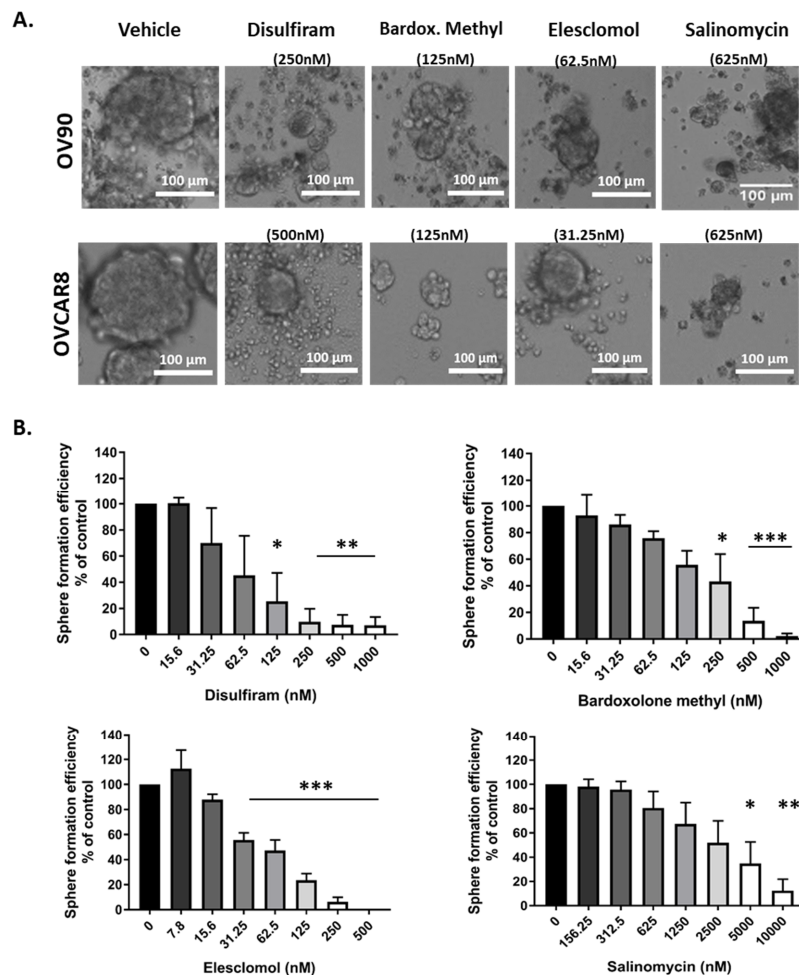 A.
Vehicle Disulfiram Bardox. Methyl Elesclomol Salinomycin
(250nM) (125nM) (62.5nM) (625nM)
OV90
100 µm 100 µm 100 µm 100 µm 100 µm
(500nM) (125nM) (31.25nM) (625nM)
OVCAR8
100 µm 100 µm 100 µm 100 µm 100 µm
B.
Sphere formation efficiency
% of control
140
120
100
80
60
40
20
0
* **
0 15.6 31.25 62.5 125 250 500 1000
Disulfiram (nM)
Sphere formation efficiency
% of control
140
120
100
80
60
40
20
0
* ***
0 15.6 31.25 62.5 125 250 500 1000
Bardoxolone methyl (nM)
Sphere formation efficiency
% of control
140
120
100
80
60
40
20
0
***
0 7.8 15.6 31.25 62.5 125 250 500
Elesclomol (nM)
Sphere formation efficiency
% of control
140
120
100
80
60
40
20
0
* **
0 156.25 312.5 625 1250 2500 5000 10000
Salinomycin (nM)